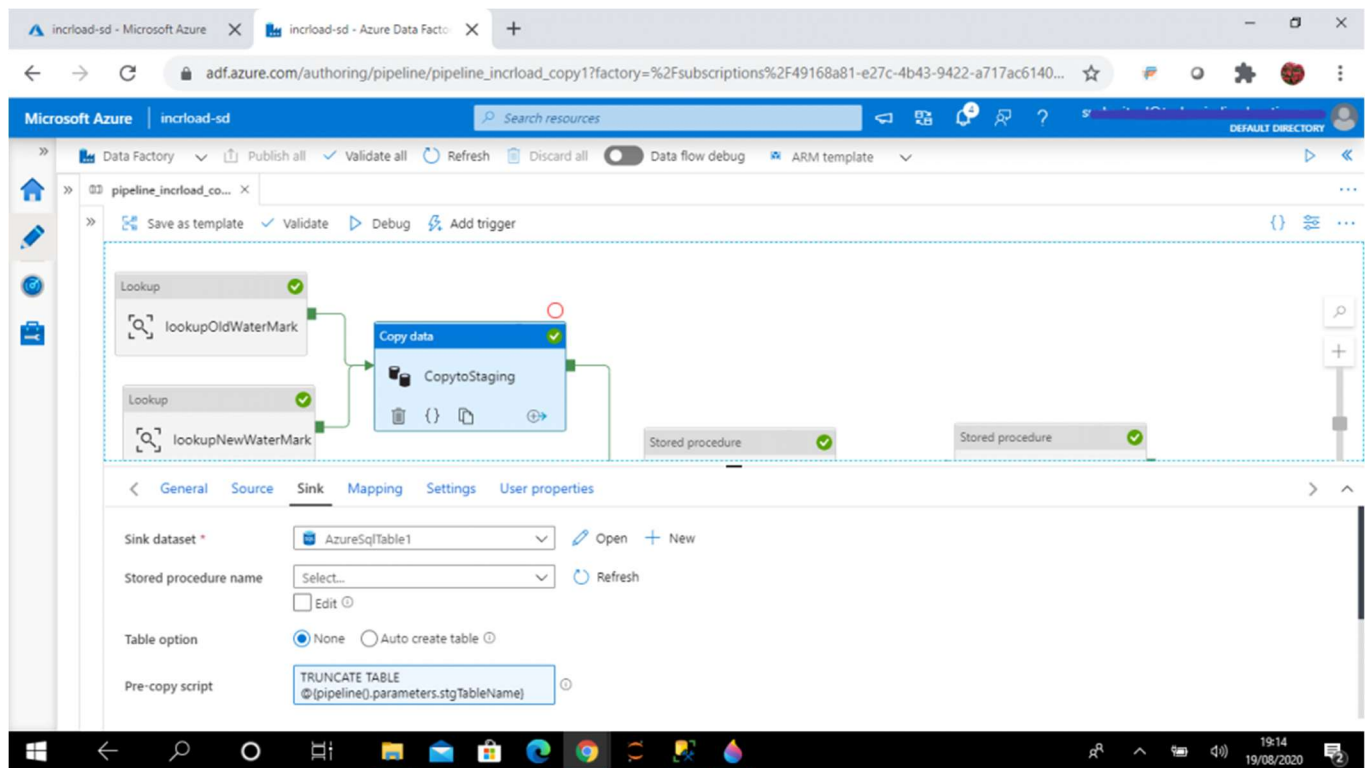 incrload-sd - Microsoft Azure
incrload-sd - Azure Data Facto
adf.azure.com/authoring/pipeline/pipeline_incrload_copy1?factory=%2Fsubscriptions%2F49168a81-e27c-4b43-9422-a717ac6140...
Microsoft Azure incrload-sd Search resources 4 ?
DEFAULT DIRECTORY
Data Factory Publish all Validate all Refresh Discard all Data flow debug ARM template
pipeline_incrload_co...
Save as template Validate Debug Add trigger {} ...
Lookup
lookupOldWaterMark
Copy data
CopytoStaging
{}
Lookup
lookupNewWaterMark
Stored procedure
Stored procedure
General Source Sink Mapping Settings User properties
Sink dataset * AzureSqlTable1 Open New
Stored procedure name Select... Refresh
Edit
Table option None Auto create table
Pre-copy script TRUNCATE TABLE
@{pipeline().parameters.stgTableName}
19:14
19/08/2020
2